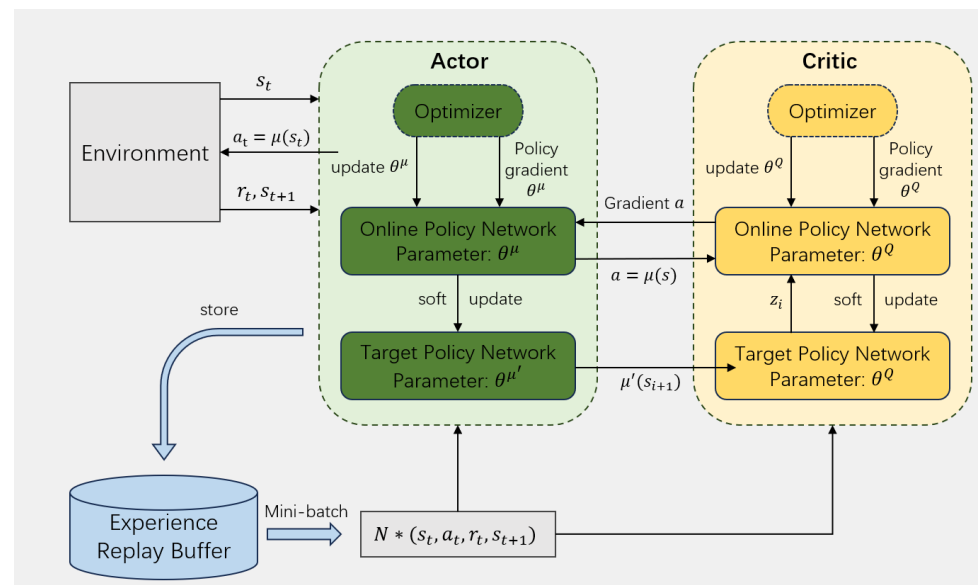 Actor
Critic
Environment
s_t
a_t = μ(s_t)
r_t, s_{t+1}
Optimizer
update θ^μ
Policy
gradient
θ^μ
Online Policy Network
Parameter: θ^μ
soft update
Target Policy Network
Parameter: θ^{μ'}
Gradient a
a = μ(s)
μ'(s_{i+1})
Optimizer
update θ^Q
Policy
gradient
θ^Q
Online Policy Network
Parameter: θ^Q
z_i
soft update
Target Policy Network
Parameter: θ^Q
store
Experience
Replay Buffer
Mini-batch
N * (s_t, a_t, r_t, s_{t+1})